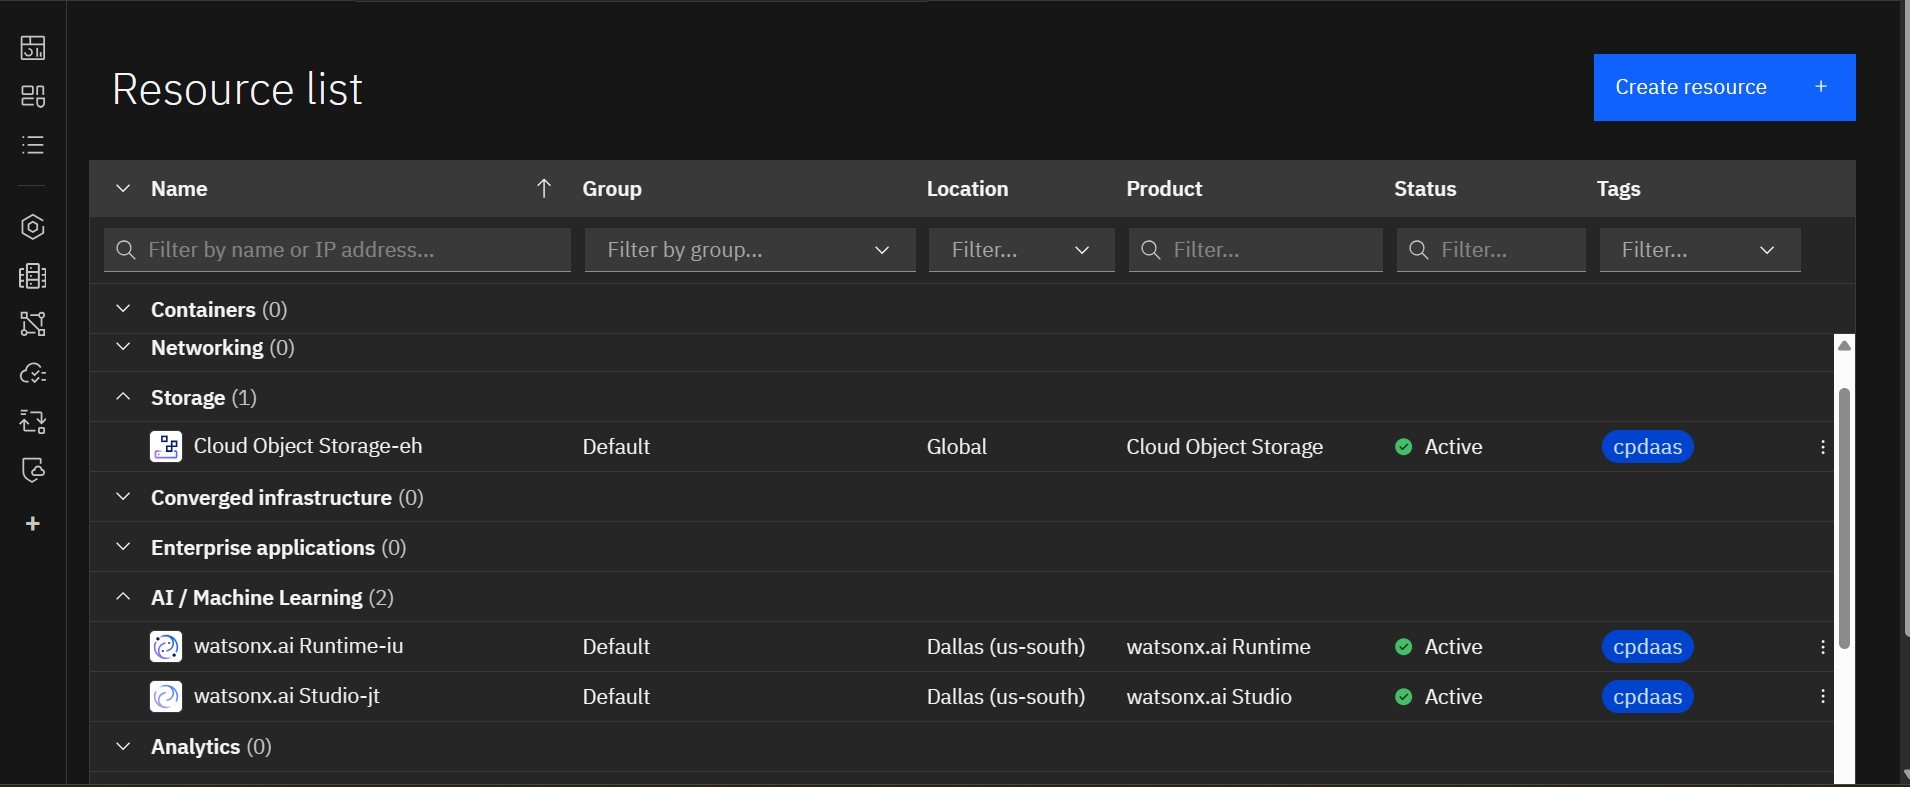 Resource list
Create resource +
Name Group Location Product Status Tags
Filter by name or IP address... Filter by group... Filter... Filter... Filter... Filter...
Containers (0)
Networking (0)
Storage (1)
Cloud Object Storage-eh Default Global Cloud Object Storage Active cpdaas
Converged infrastructure (0)
Enterprise applications (0)
AI / Machine Learning (2)
watsonx.ai Runtime-iu Default Dallas (us-south) watsonx.ai Runtime Active cpdaas
watsonx.ai Studio-jt Default Dallas (us-south) watsonx.ai Studio Active cpdaas
Analytics (0)